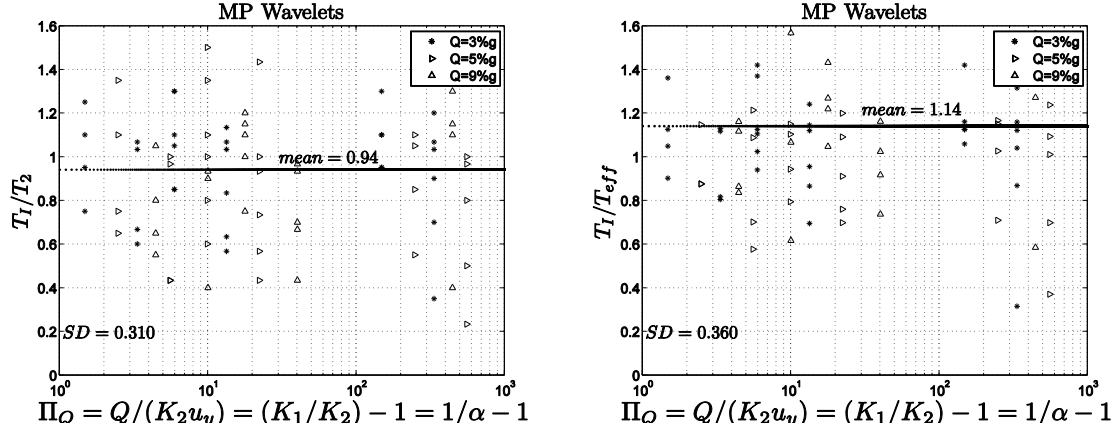 MP Wavelets
1.6
1.4
1.2
1
0.8
0.6
0.4
0.2
0
T_I/T_2
Q=3%g
Q=5%g
Q=9%g
mean = 0.94
SD = 0.310
10^0
10^1
10^2
10^3
Π_Q = Q/(K_2u_y) = (K_1/K_2) − 1 = 1/α − 1
MP Wavelets
1.6
1.4
1.2
1
0.8
0.6
0.4
0.2
0
T_I/T_eff
Q=3%g
Q=5%g
Q=9%g
mean = 1.14
SD = 0.360
10^0
10^1
10^2
10^3
Π_Q = Q/(K_2u_y) = (K_1/K_2) − 1 = 1/α − 1